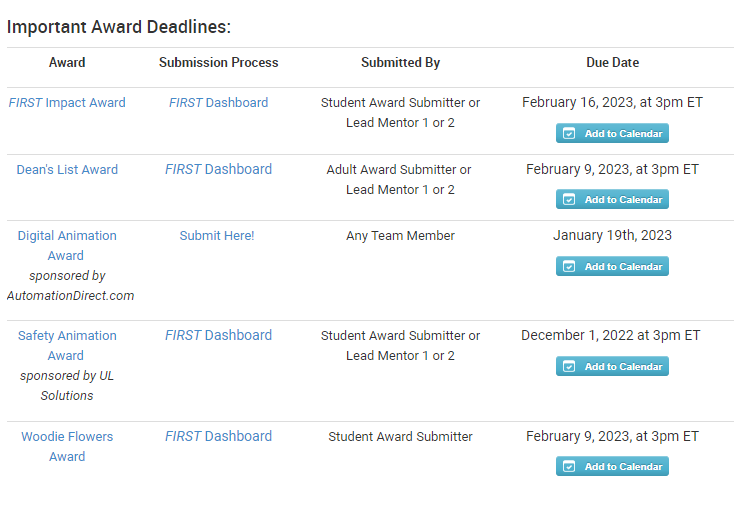 Important Award Deadlines:
Award Submission Process Submitted By Due Date
FIRST Impact Award FIRST Dashboard Student Award Submitter or February 16, 2023, at 3pm ET
Lead Mentor 1 or 2
Add to Calendar
Dean's List Award FIRST Dashboard Adult Award Submitter or February 9, 2023, at 3pm ET
Lead Mentor 1 or 2
Add to Calendar
Digital Animation Submit Here! Any Team Member January 19th, 2023
Award
Add to Calendar
sponsored by
AutomationDirect.com
Safety Animation FIRST Dashboard Student Award Submitter or December 1, 2022 at 3pm ET
Award Lead Mentor 1 or 2
Add to Calendar
sponsored by UL
Solutions
Woodie Flowers FIRST Dashboard Student Award Submitter February 9, 2023, at 3pm ET
Award
Add to Calendar